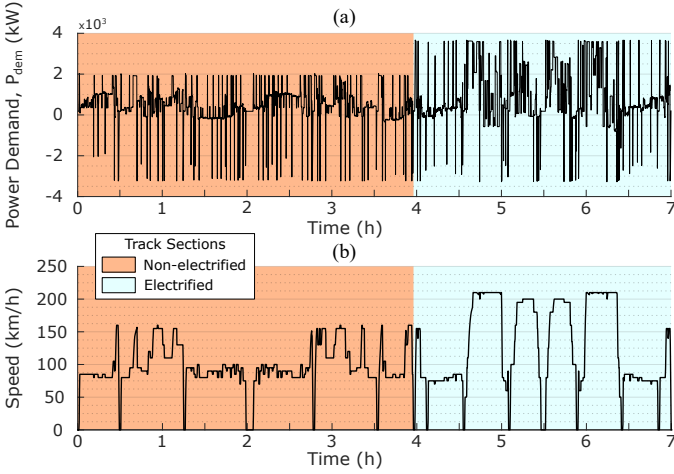 (a)
×10³
4
2
0
−2
−4
Power Demand, P_dem (kW)
0 1 2 3 4 5 6 7
Time (h)
(b)
Track Sections
Non-electrified
Electrified
250
200
150
100
50
0
Speed (km/h)
0 1 2 3 4 5 6 7
Time (h)